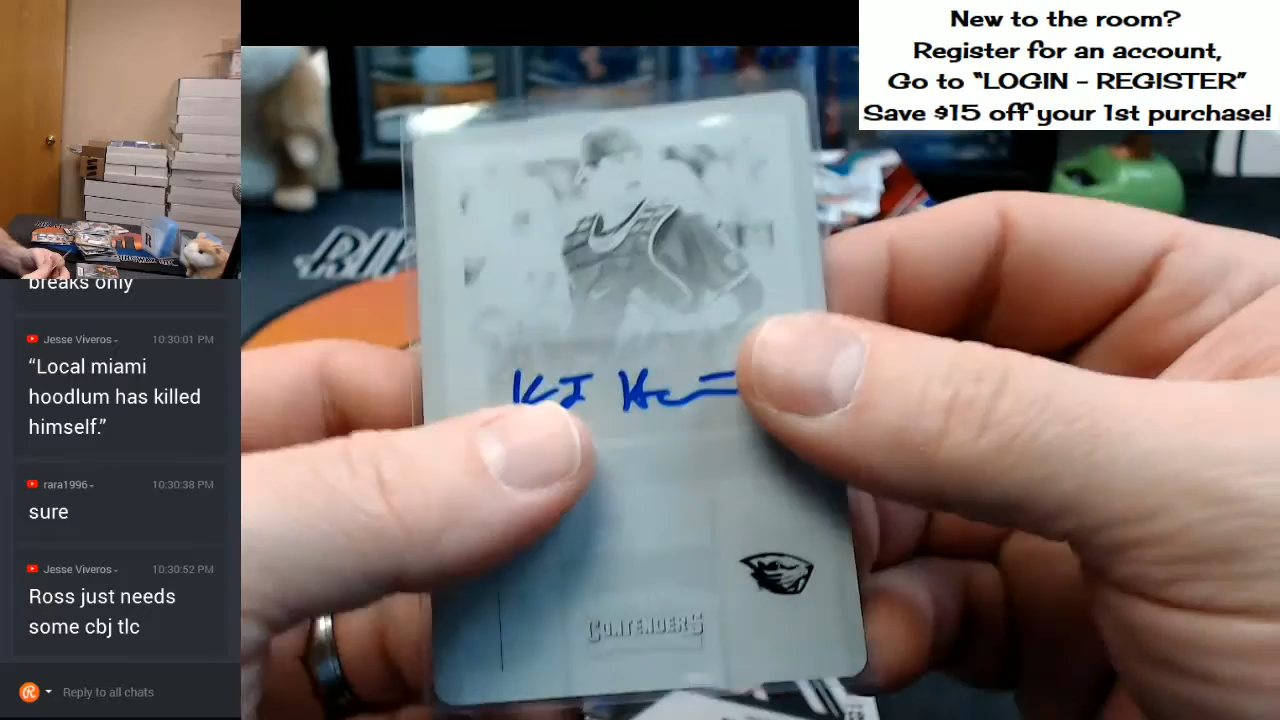 New to the room?
Register for an account,
Go to "LOGIN - REGISTER"
Save $15 off your 1st purchase!
breaks only
Jesse Viveros -
10:30:01 PM
“Local miami
hoodlum has killed
himself.”
rara1996 -
10:30:38 PM
sure
Jesse Viveros -
10:30:52 PM
Ross just needs
some cbj tlc
Reply to all chats
CONTENDERS